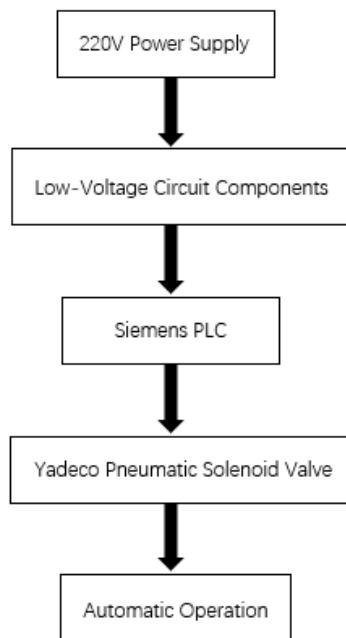 220V Power Supply
Low-Voltage Circuit Components
Siemens PLC
Yadeco Pneumatic Solenoid Valve
Automatic Operation